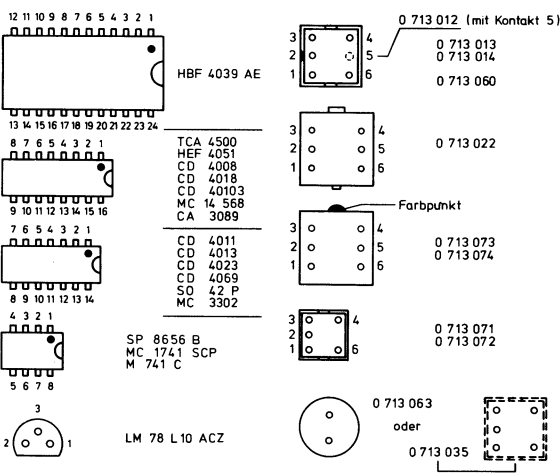 12 11 10 9 8 7 6 5 4 3 2 1
HBF 4039 AE
13 14 15 16 17 18 19 20 21 22 23 24
8 7 6 5 4 3 2 1
9 10 11 12 13 14 15 16
TCA 4500
HEF 4051
CD 4008
CD 4018
CD 40103
MC 14 568
CA 3089
7 6 5 4 3 2 1
8 9 10 11 12 13 14
CD 4011
CD 4013
CD 4023
CD 4069
SO 42 P
MC 3302
4 3 2 1
5 6 7 8
SP 8656 B
MC 1741 SCP
M 741 C
3
2 1
LM 78 L10 ACZ
0 713 012 (mit Kontakt 5)
3 4
2 5
1 6
0 713 013
0 713 014
0 713 060
3 4
2 5
1 6
0 713 022
Farbpunkt
3 4
2 5
1 6
0 713 073
0 713 074
3 4
2
1 6
0 713 071
0 713 072
0 713 063
oder
0 713 035